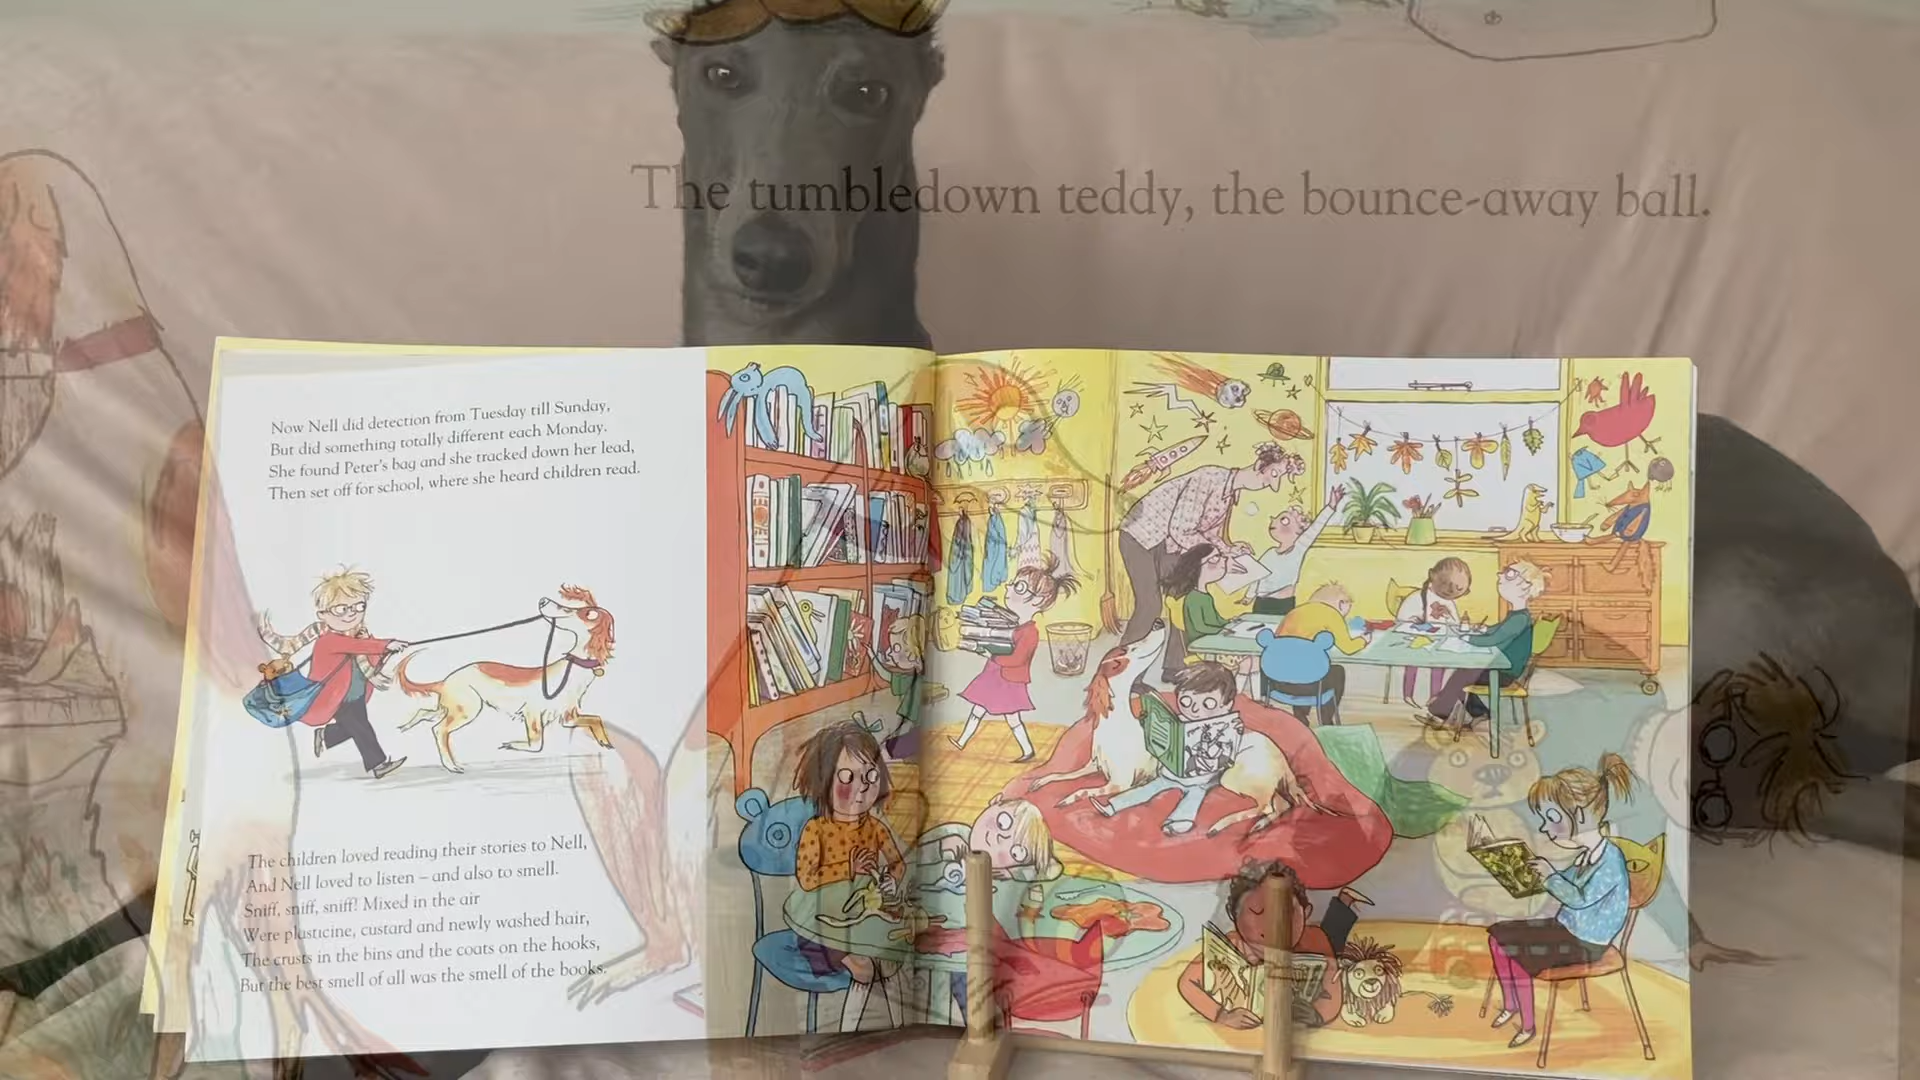 The tumbledown teddy, the bounce-away ball.
Now Nell did detection from Tuesday till Sunday,
But did something totally different each Monday.
She found Peter's bag and she tracked down her lead,
Then set off for school, where she heard children read.
The children loved reading their stories to Nell,
And Nell loved to listen – and also to smell.
Sniff, sniff, sniff! Mixed in the air
Were plasticine, custard and newly washed hair,
The crusts in the bins and the coats on the hooks,
But the best smell of all was the smell of the books.